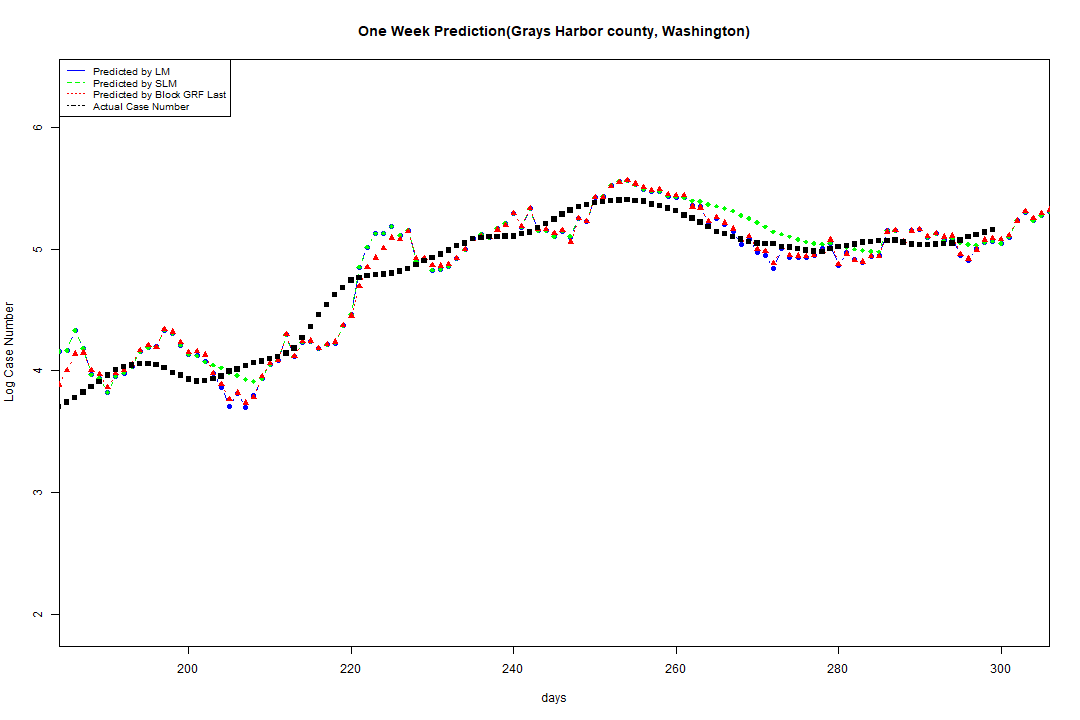 One Week Prediction(Grays Harbor county, Washington)
Predicted by LM
Predicted by SLM
Predicted by Block GRF Last
Actual Case Number
6
5
4
3
2
Log Case Number
200 220 240 260 280 300
days